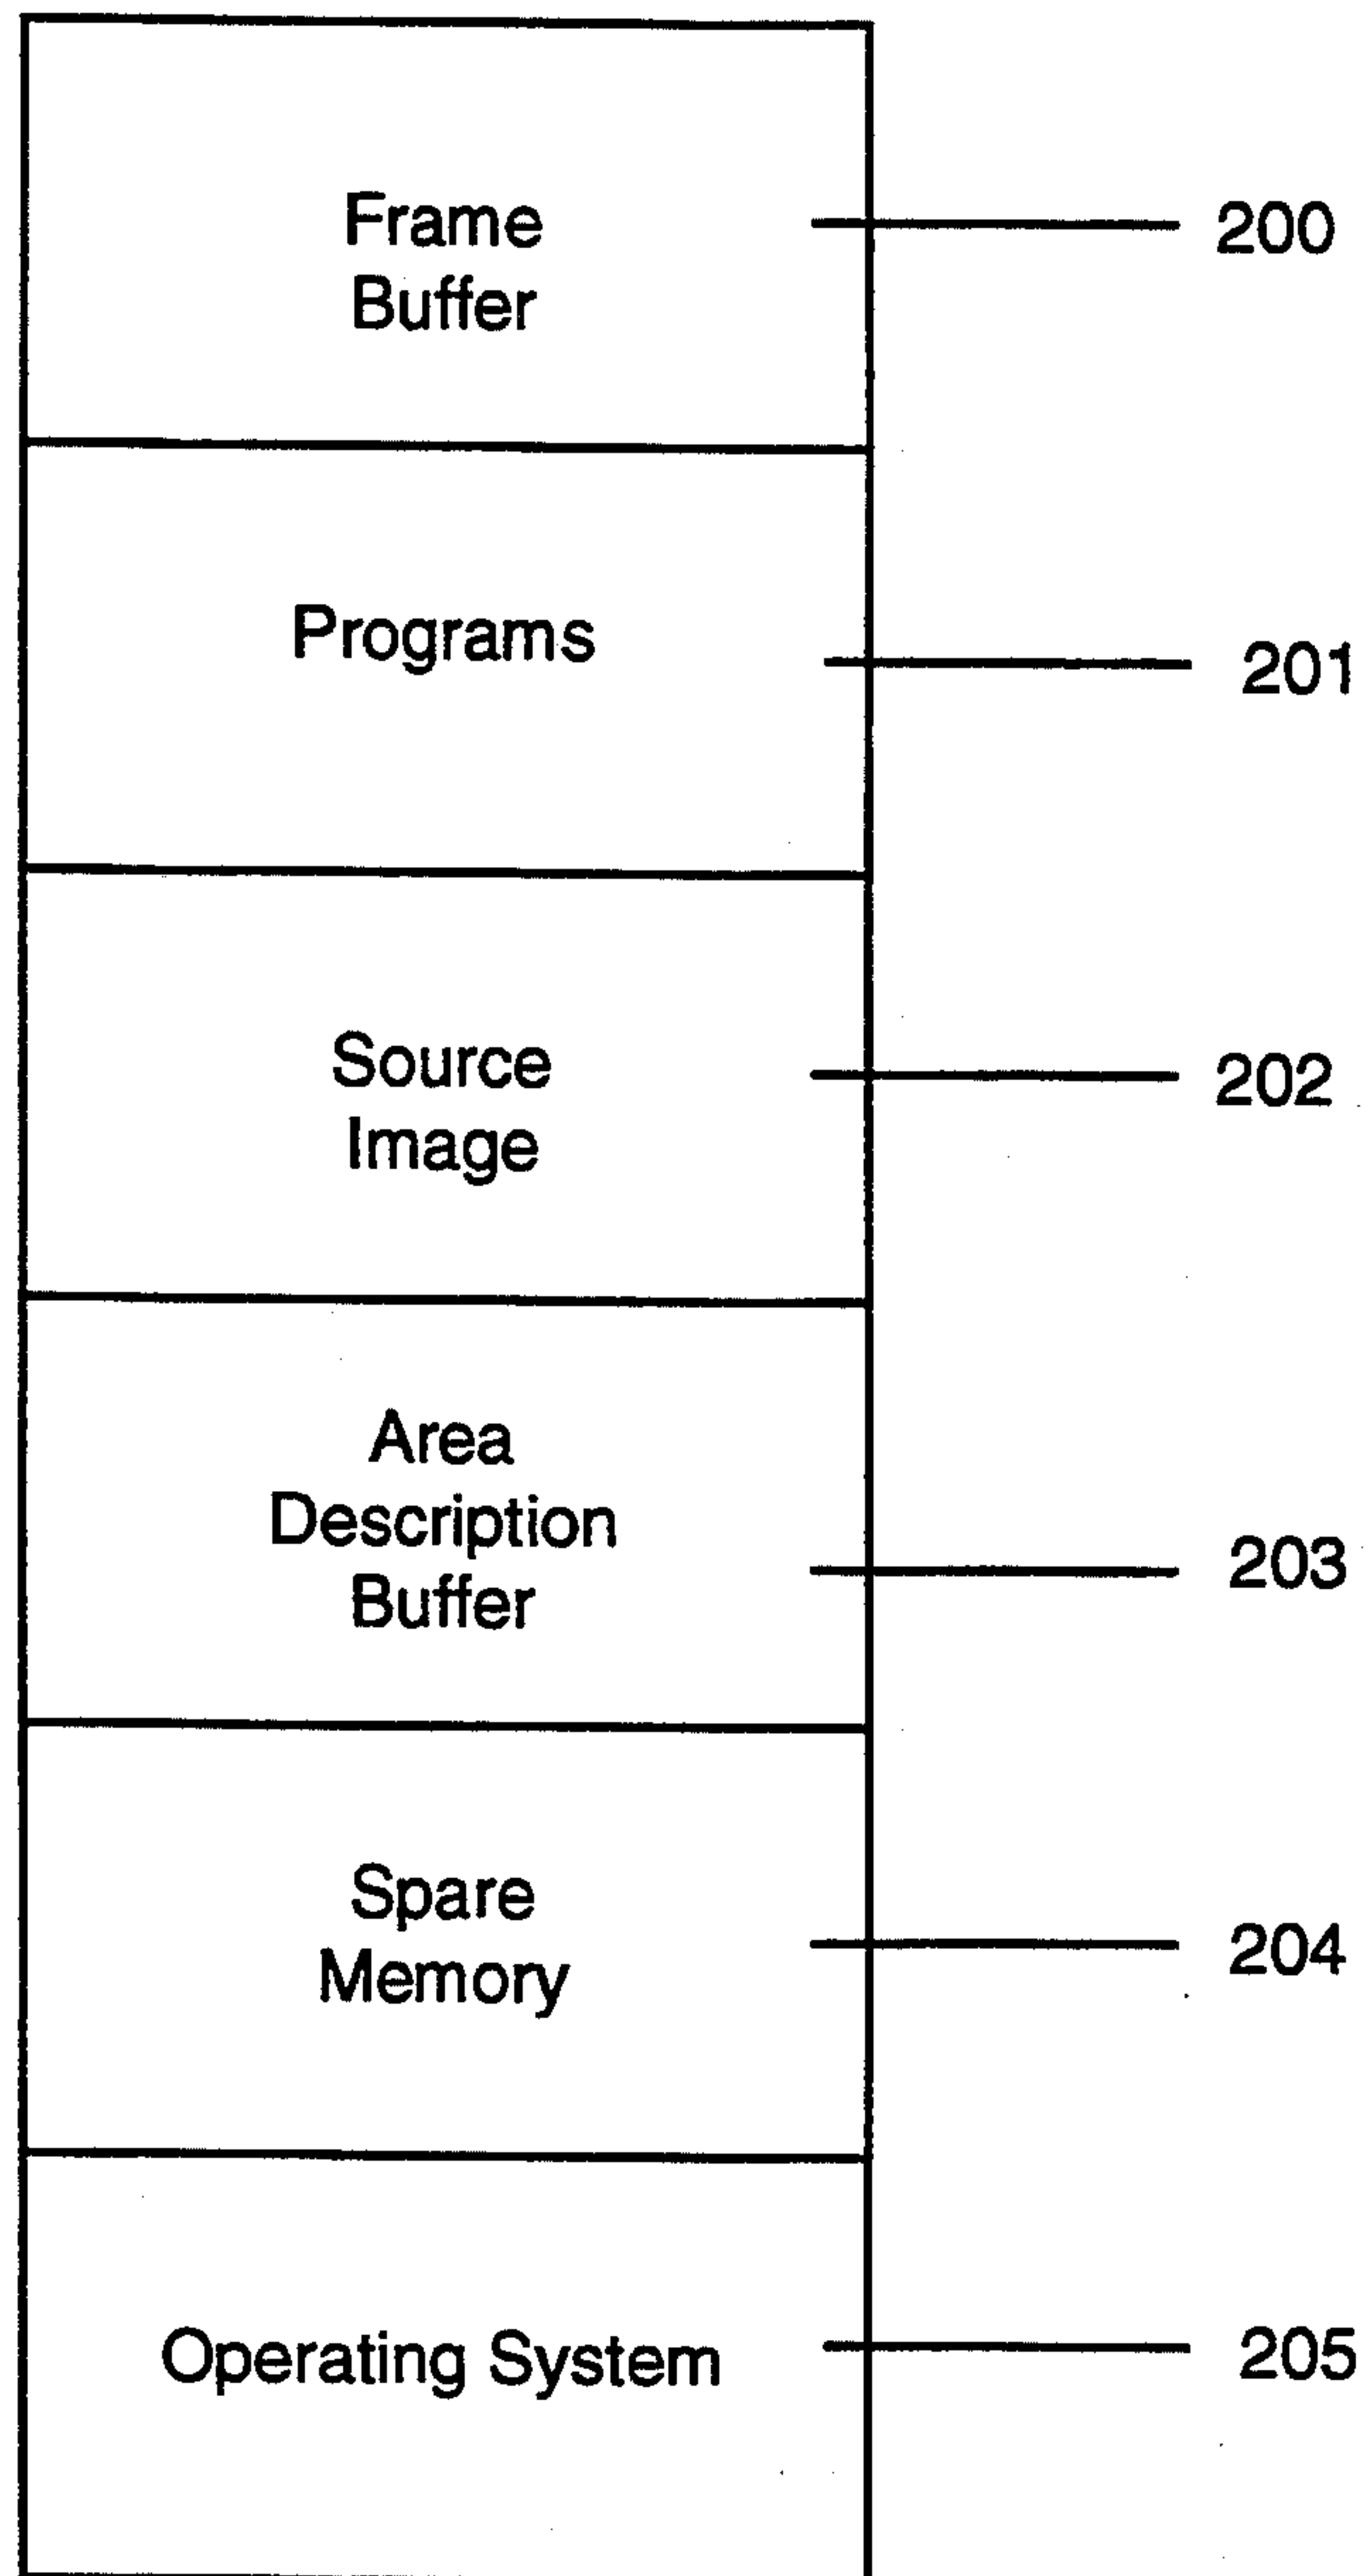 Frame
Buffer
200
Programs
201
Source
Image
202
Area
Description
Buffer
203
Spare
Memory
204
Operating System
205